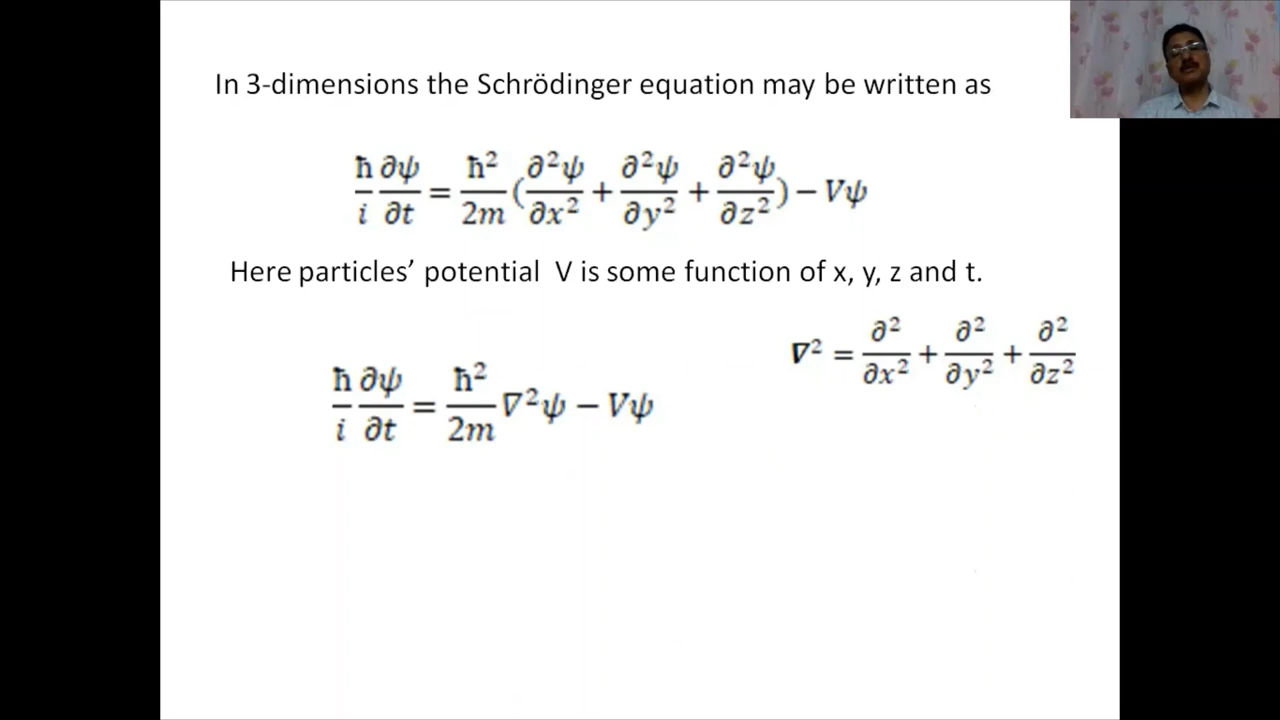 In 3-dimensions the Schrödinger equation may be written as
ħ/i ∂ψ/∂t = ħ²/2m (∂²ψ/∂x² + ∂²ψ/∂y² + ∂²ψ/∂z²) − Vψ
Here particles’ potential V is some function of x, y, z and t.
∇² = ∂²/∂x² + ∂²/∂y² + ∂²/∂z²
ħ/i ∂ψ/∂t = ħ²/2m ∇²ψ − Vψ